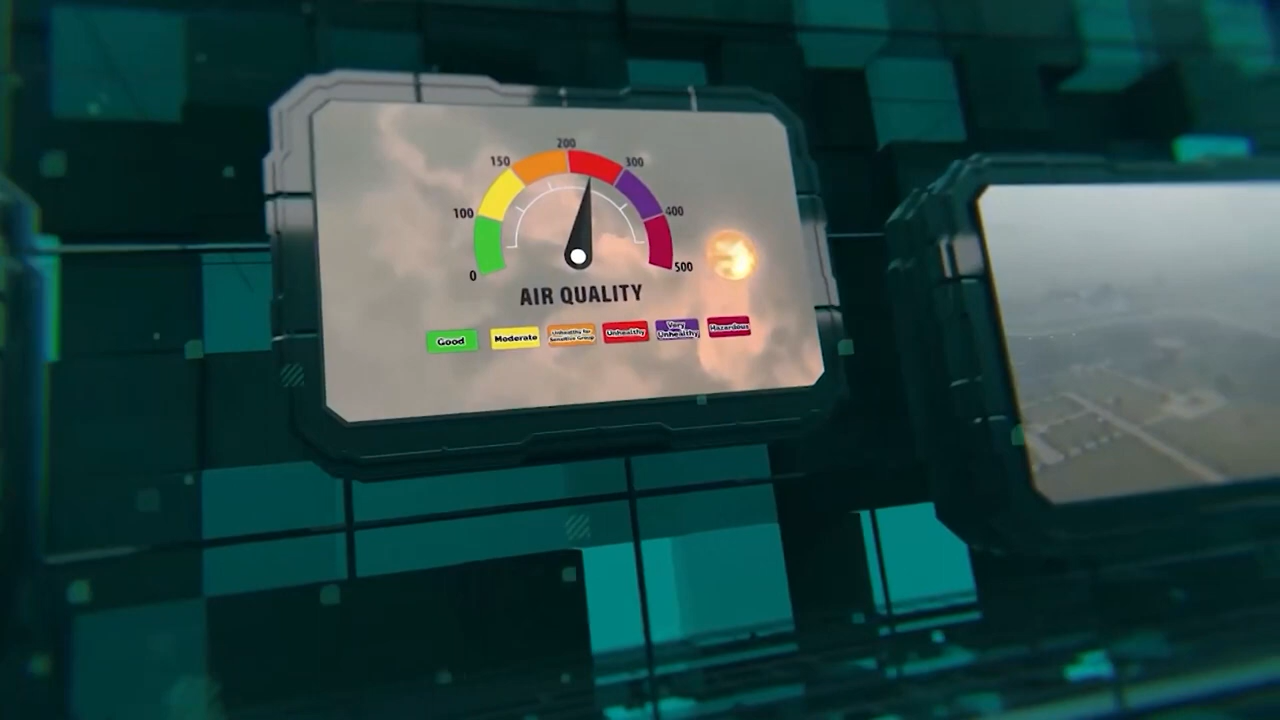 200
150
300
100
400
0
500
AIR QUALITY
Good
Moderate
Unhealthy for
Sensitive Group
Unhealthy
Very
Unhealthy
Hazardous